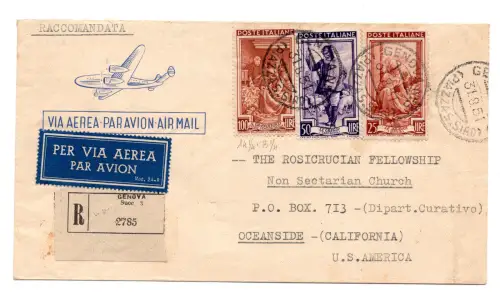 RACCOMANDATA
VIA AEREA-PAR AVION-AIR MAIL
PER VIA AEREA
PAR AVION
GENOVA
R
2785
POSTE ITALIANE
100 LIRE
POSTE ITALIANE
50 LIRE
POSTE ITALIANE
25 LIRE
GENOVA
- THE ROSICRUCIAN FELLOWSHIP
Non Sectarian Church
P.O. BOX. 713 -(Dipart.Curativo)
OCEANSIDE -(CALIFORNIA)
U.S.AMERICA